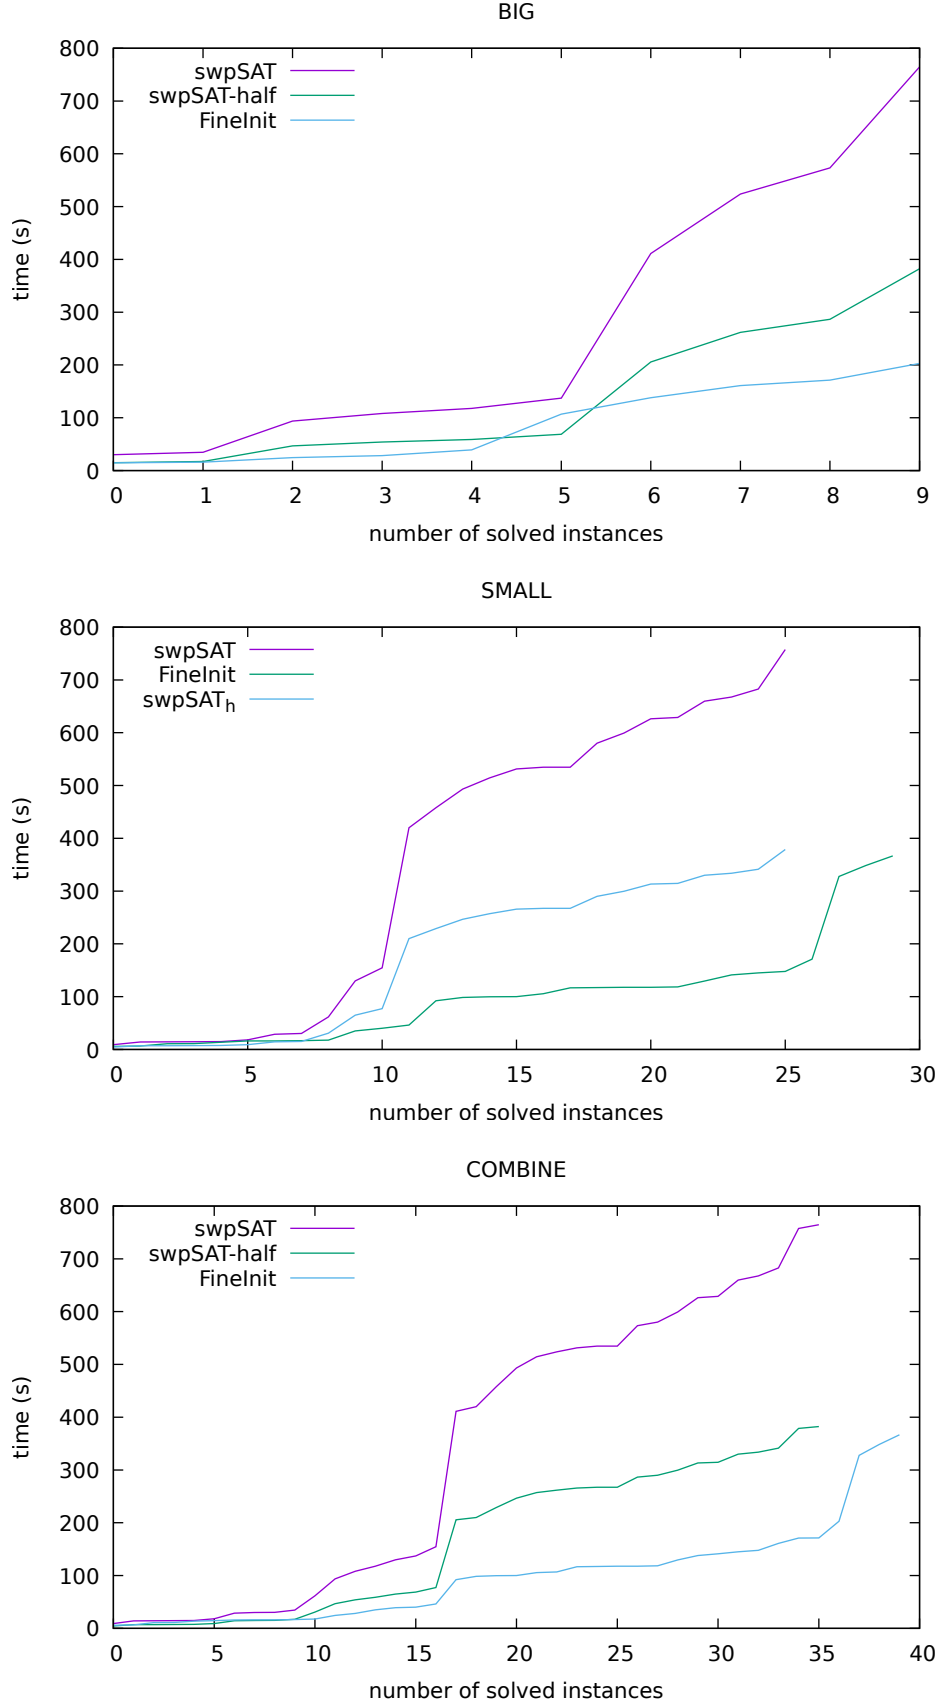 BIG
swpSAT
swpSAT-half
FineInit
time (s)
800
700
600
500
400
300
200
100
0
0 1 2 3 4 5 6 7 8 9
number of solved instances
SMALL
swpSAT
FineInit
swpSATh
time (s)
800
700
600
500
400
300
200
100
0
0 5 10 15 20 25 30
number of solved instances
COMBINE
swpSAT
swpSAT-half
FineInit
time (s)
800
700
600
500
400
300
200
100
0
0 5 10 15 20 25 30 35 40
number of solved instances